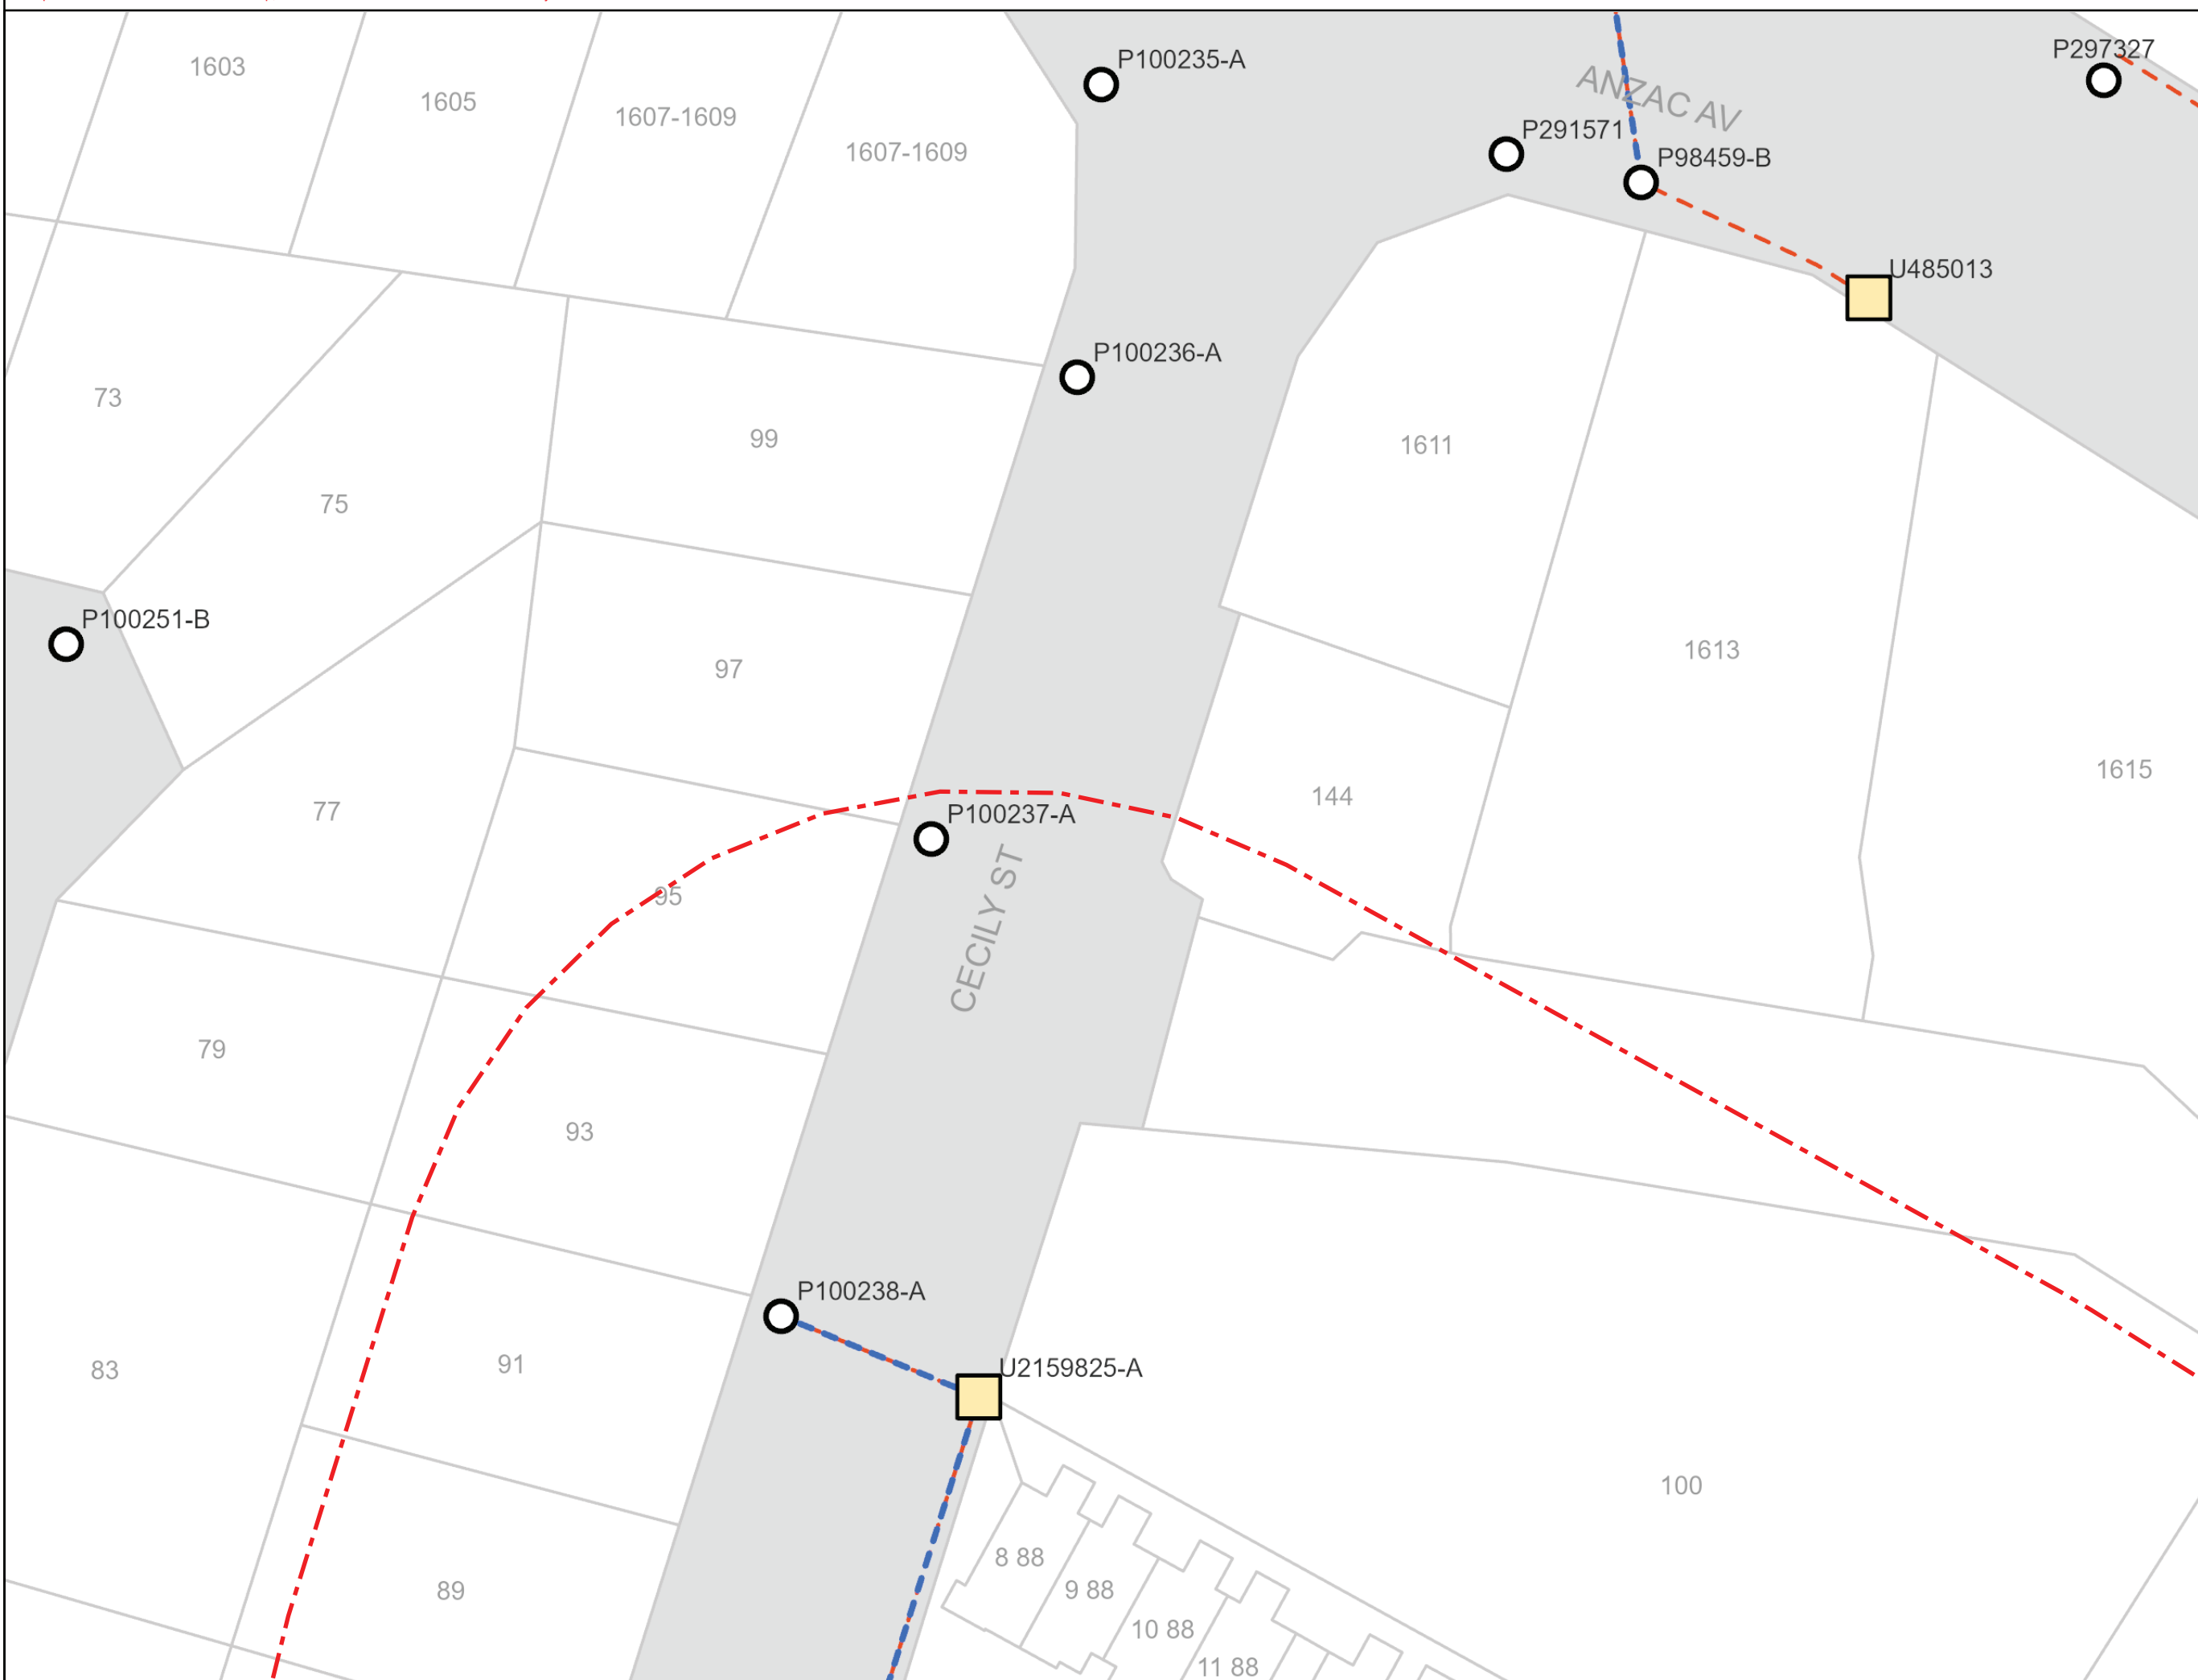 P297327
P100235-A
1603
ANZAC AV
1605
1607-1609
P291571
1607-1609
P98459-B
U485013
P100236-A
73
99
1611
75
P100251-B
1613
97
1615
144
77
P100237-A
95
CECILY ST
79
93
P100238-A
91
U2159825-A
83
100
8 88
9 88
89
10 88
11 88